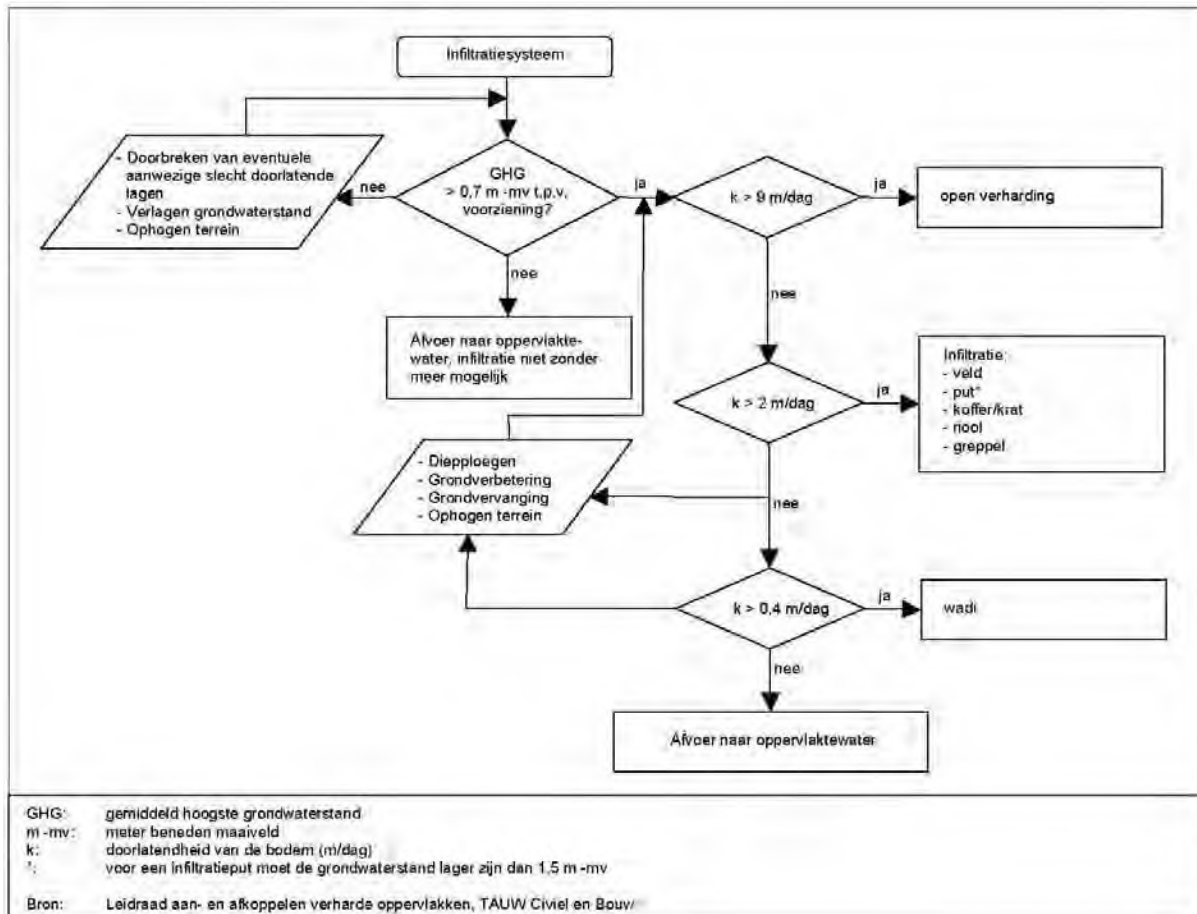 Infiltratiesysteem
- Doorbreken van eventuele
aanwezige slecht doorlatende
lagen
- Verlagen grondwaterstand
- Ophogen terrein
nee
GHG
> 0,7 m -mv t.p.v.
voorziening?
ja
k > 9 m/dag
ja
open verharding
nee
nee
Afvoer naar oppervlakte-
water, infiltratie niet zonder
meer mogelijk
k > 2 m/dag
ja
Infiltratie:
- veld
- put*
- koffer/krat
- riool
- greppel
- Diepploegen
- Grondverbetering
- Grondvervanging
- Ophogen terrein
nee
k > 0,4 m/dag
ja
wadi
nee
Afvoer naar oppervlaktewater
GHG: gemiddeld hoogste grondwaterstand
m -mv: meter beneden maaiveld
k: doorlatendheid van de bodem (m/dag)
*: voor een infiltratieput moet de grondwaterstand lager zijn dan 1,5 m -mv
Bron: Leidraad aan- en afkoppelen verharde oppervlakken, TAUW Civiel en Bouw